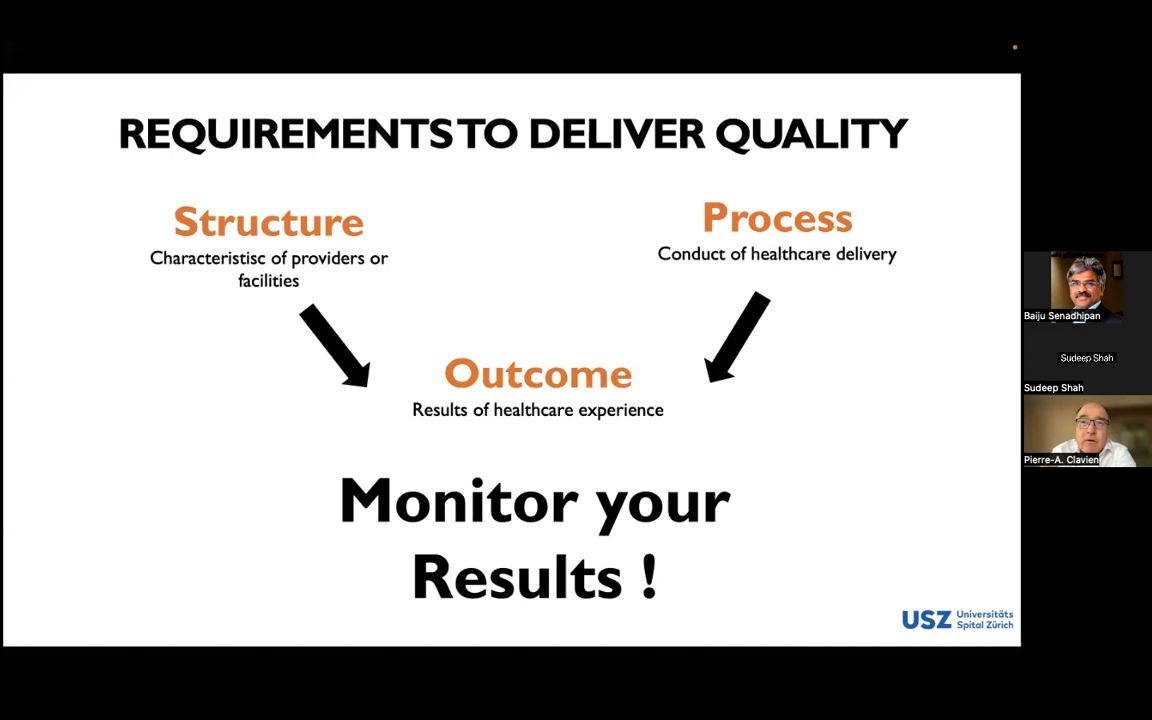 REQUIREMENTS TO DELIVER QUALITY
Structure
Characteristisc of providers or
facilities
Process
Conduct of healthcare delivery
Outcome
Results of healthcare experience
Monitor your
Results !
USZ Universitäts
Spital Zürich
Baiju Senadhipan
Sudeep Shah
Sudeep Shah
Pierre-A. Clavien